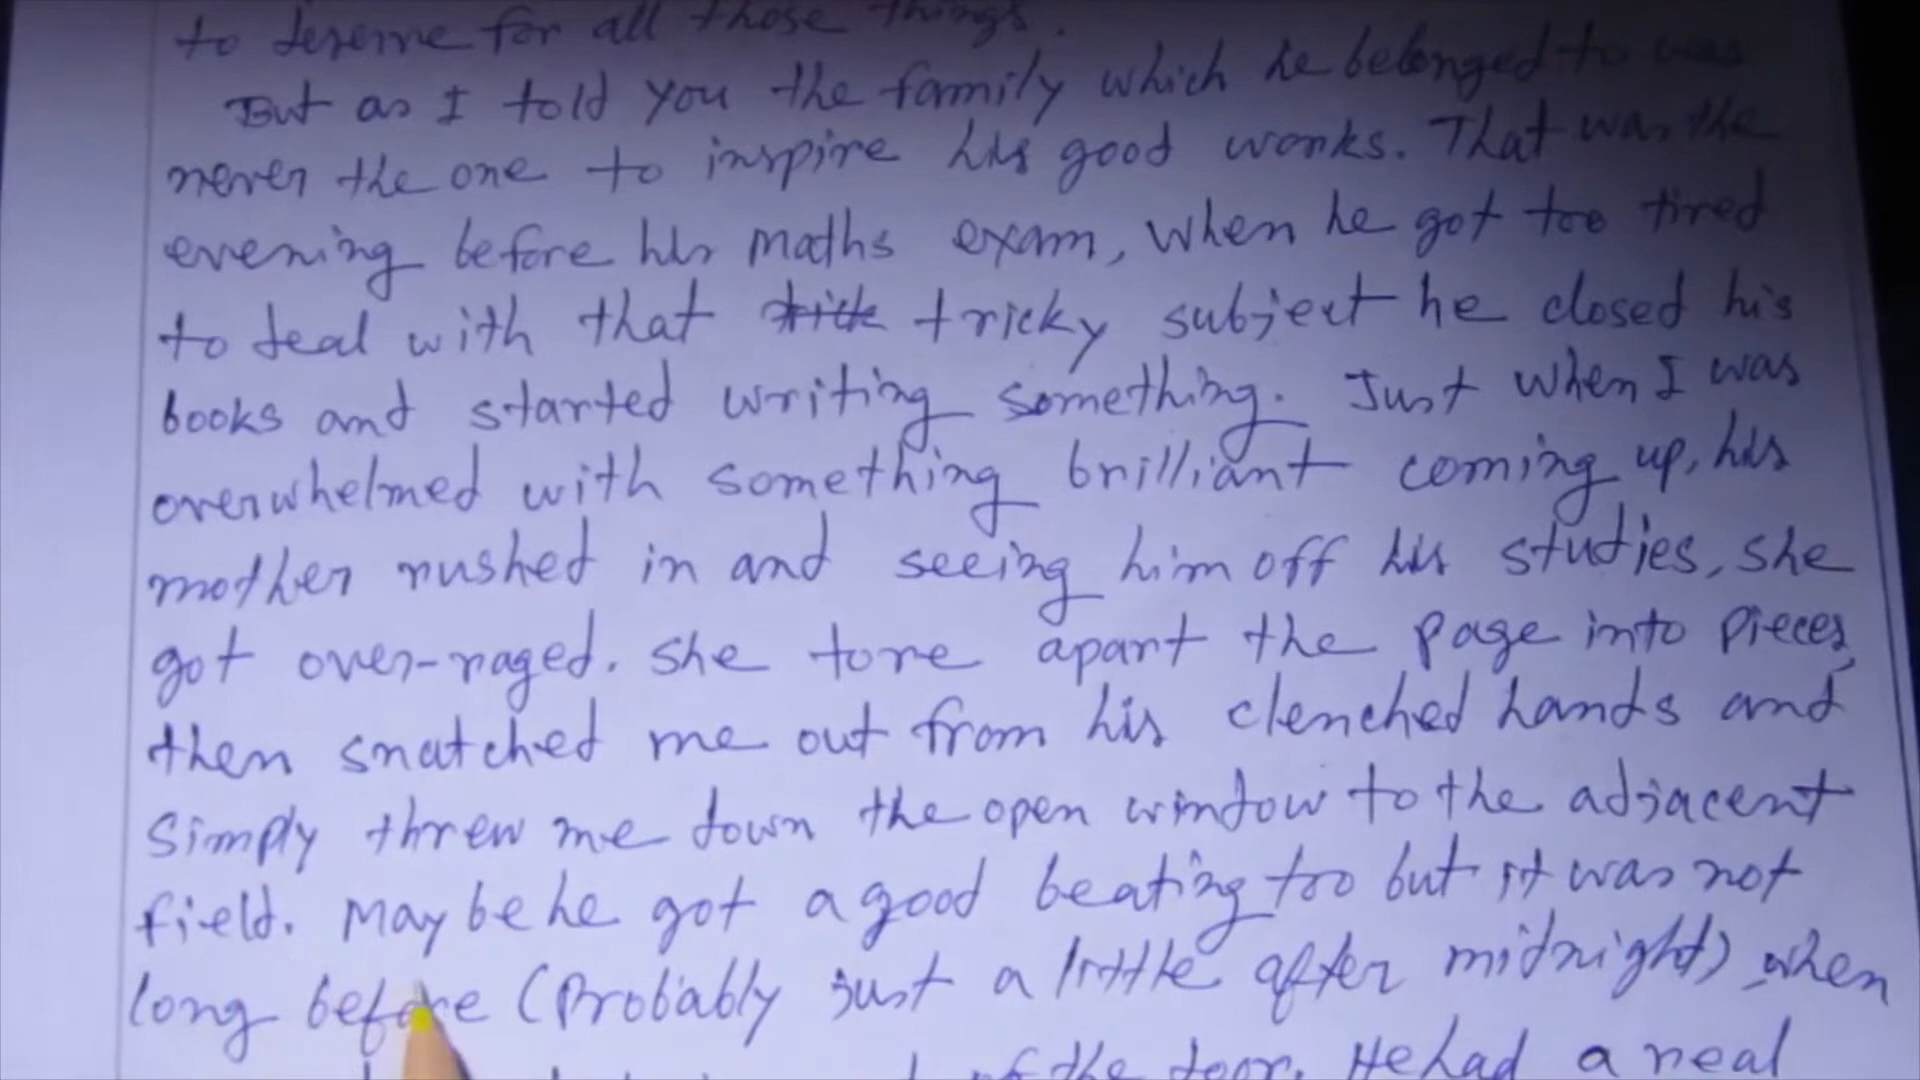 to deserve for all those things.
But as I told you the family which he belonged to was
never the one to inspire his good works. That was the
evening before his maths exam, when he got too tired
to deal with that trick tricky subject he closed his
books and started writing something. Just when I was
overwhelmed with something brilliant coming up, his
mother rushed in and seeing him off his studies, she
got over-raged. She tore apart the page into pieces,
then snatched me out from his clenched hands and
simply threw me down the open window to the adjacent
field. May be he got a good beating too but it was not
long before (Probably just a little after midnight) when
of the door. He had a real